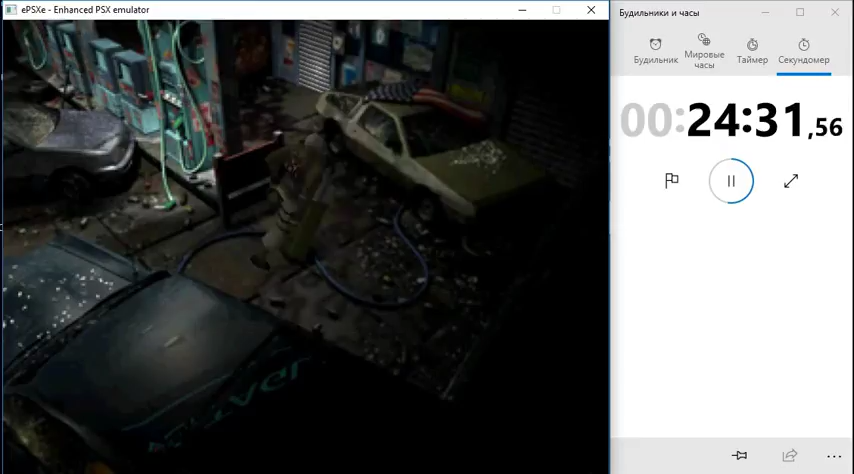 ePSXe - Enhanced PSX emulator
Будильники и часы
Будильник
Мировые часы
Таймер
Секундомер
00:24:31,56